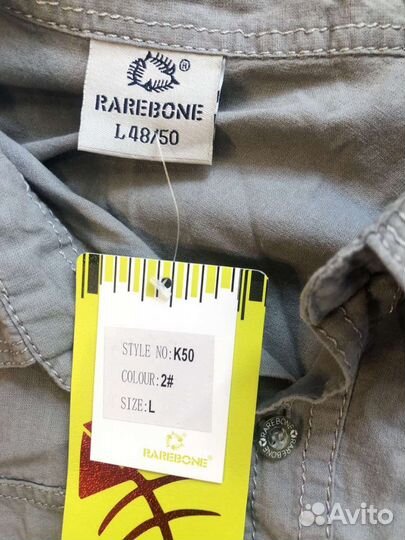 ®
RAREBONE
L 48/50
STYLE NO:K50
COLOUR:2#
SIZE:L
RAREBONE®
RAREBONE
Avito